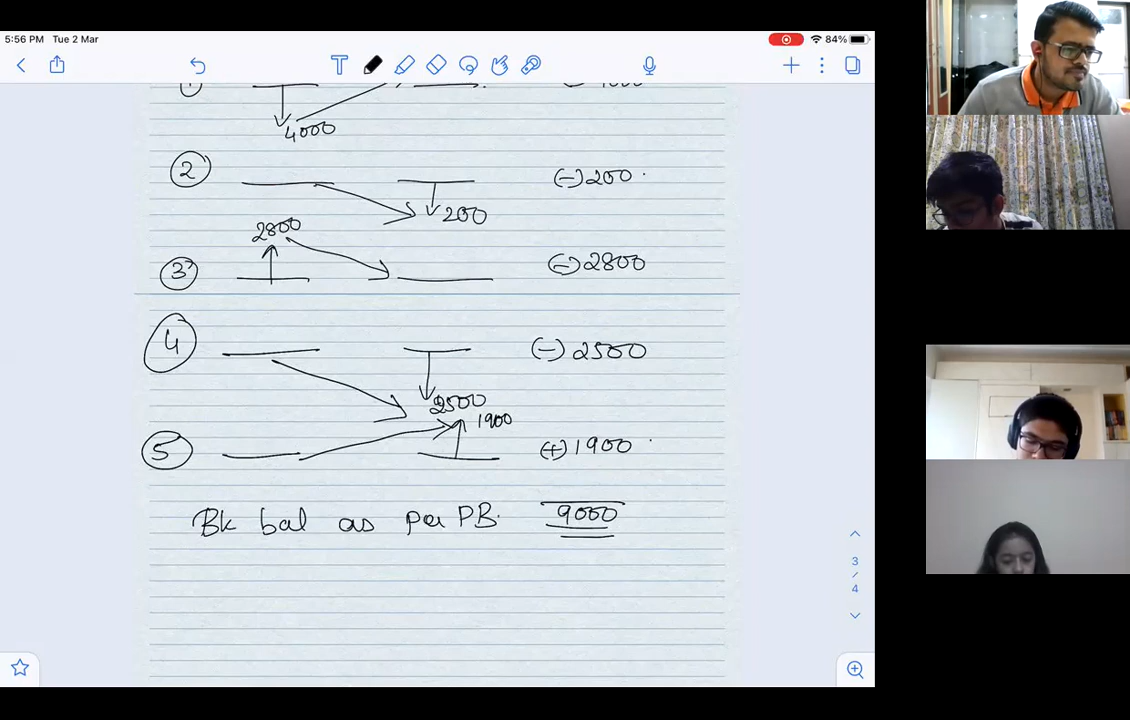 5:56 PM Tue 2 Mar 84%
T
1
4000
2 (-) 200
200
2800
3 (-) 2800
4 (-) 2500
2500
1900
5 (+) 1900
Bk bal as per PB. 9000
3
/
4